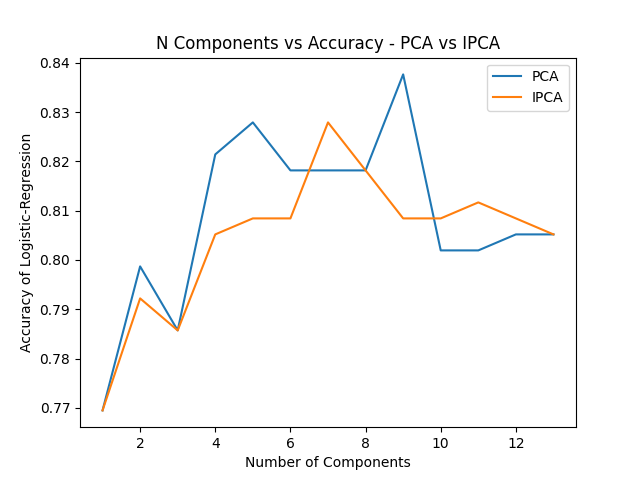 N Components vs Accuracy - PCA vs IPCA
PCA
IPCA
0.84
0.83
0.82
0.81
0.80
0.79
0.78
0.77
Accuracy of Logistic-Regression
2 4 6 8 10 12
Number of Components